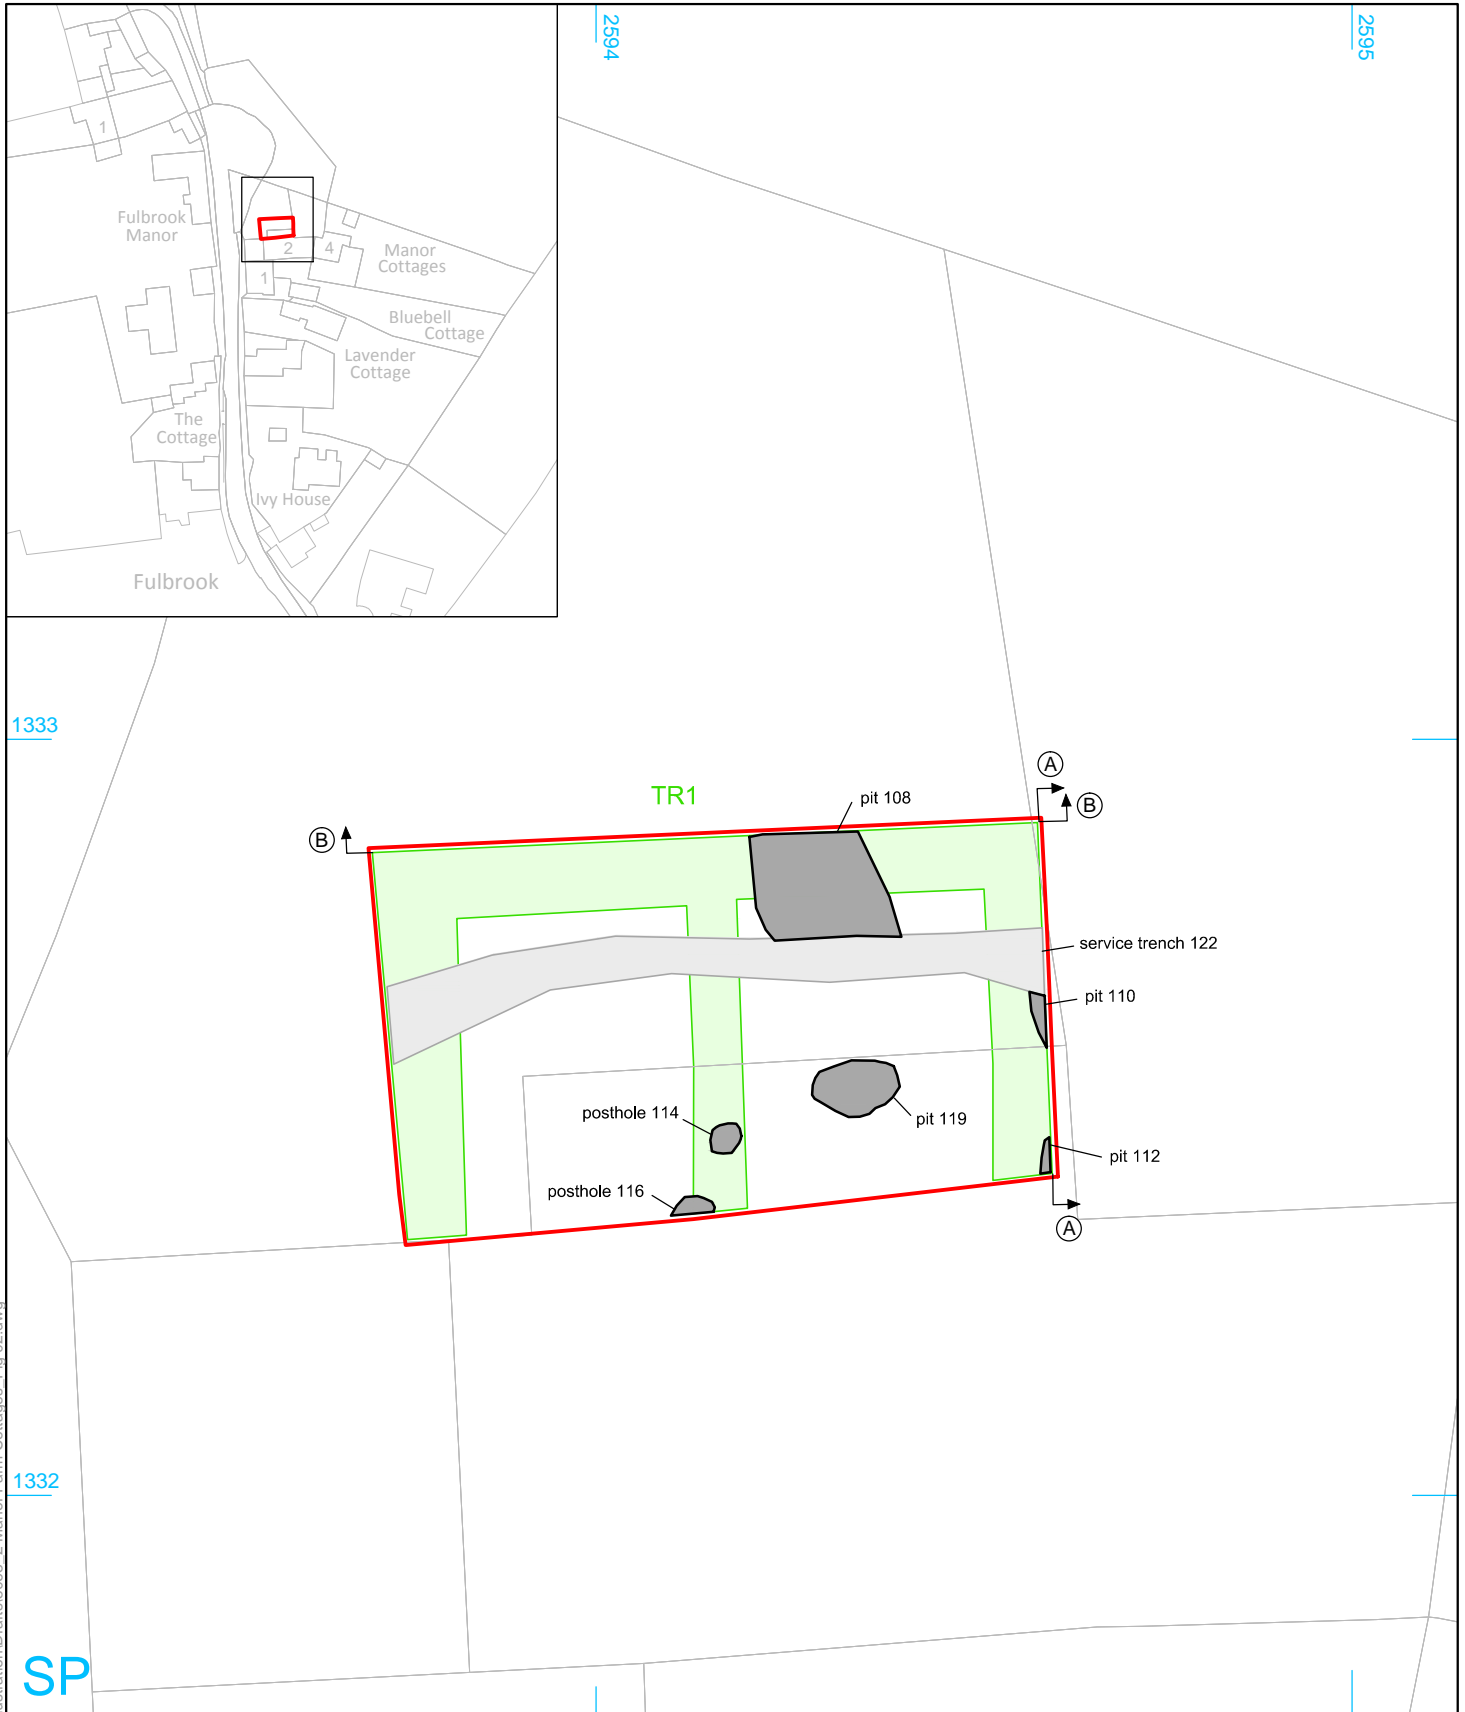 2594
2595
1
Fulbrook
Manor
2
4
Manor
Cottages
1
Bluebell
Cottage
Lavender
Cottage
The
Cottage
Ivy House
Fulbrook
1333
TR1
pit 108
A
B
B
service trench 122
pit 110
posthole 114
pit 119
pit 112
posthole 116
A
1332
SP